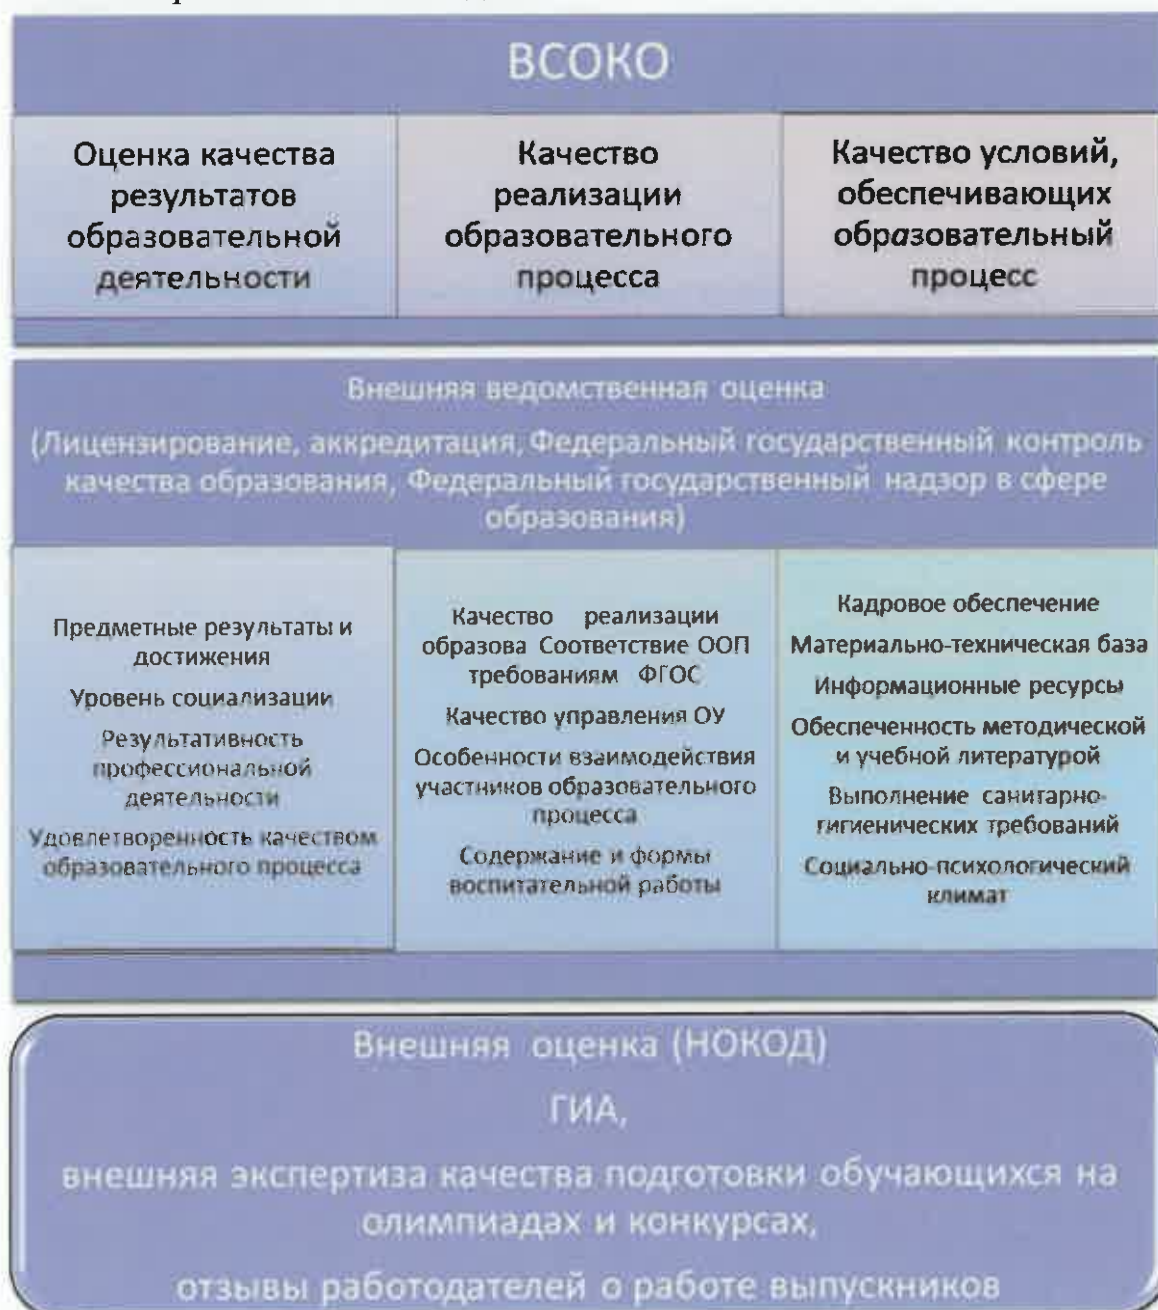 ВСОКО
Оценка качества
результатов
образовательной
деятельности
Качество
реализации
образовательного
процесса
Качество условий,
обеспечивающих
образовательный
процесс
Внешняя ведомственная оценка
(Лицензирование, аккредитация, Федеральный государственный контроль
качества образования, Федеральный государственный надзор в сфере
образования)
Предметные результаты и
достижения
Уровень социализации
Результативность
профессиональной
деятельности
Удовлетворенность качеством
образовательного процесса
Качество реализации
образова Соответствие ООП
требованиям ФГОС
Качество управления ОУ
Особенности взаимодействия
участников образовательного
процесса
Содержание и формы
воспитательной работы
Кадровое обеспечение
Материально-техническая база
Информационные ресурсы
Обеспеченность методической
и учебной литературой
Выполнение санитарно-
гигиенических требований
Социально-психологический
климат
Внешняя оценка (НОКОД)
ГИА,
внешняя экспертиза качества подготовки обучающихся на
олимпиадах и конкурсах,
отзывы работодателей о работе выпускников